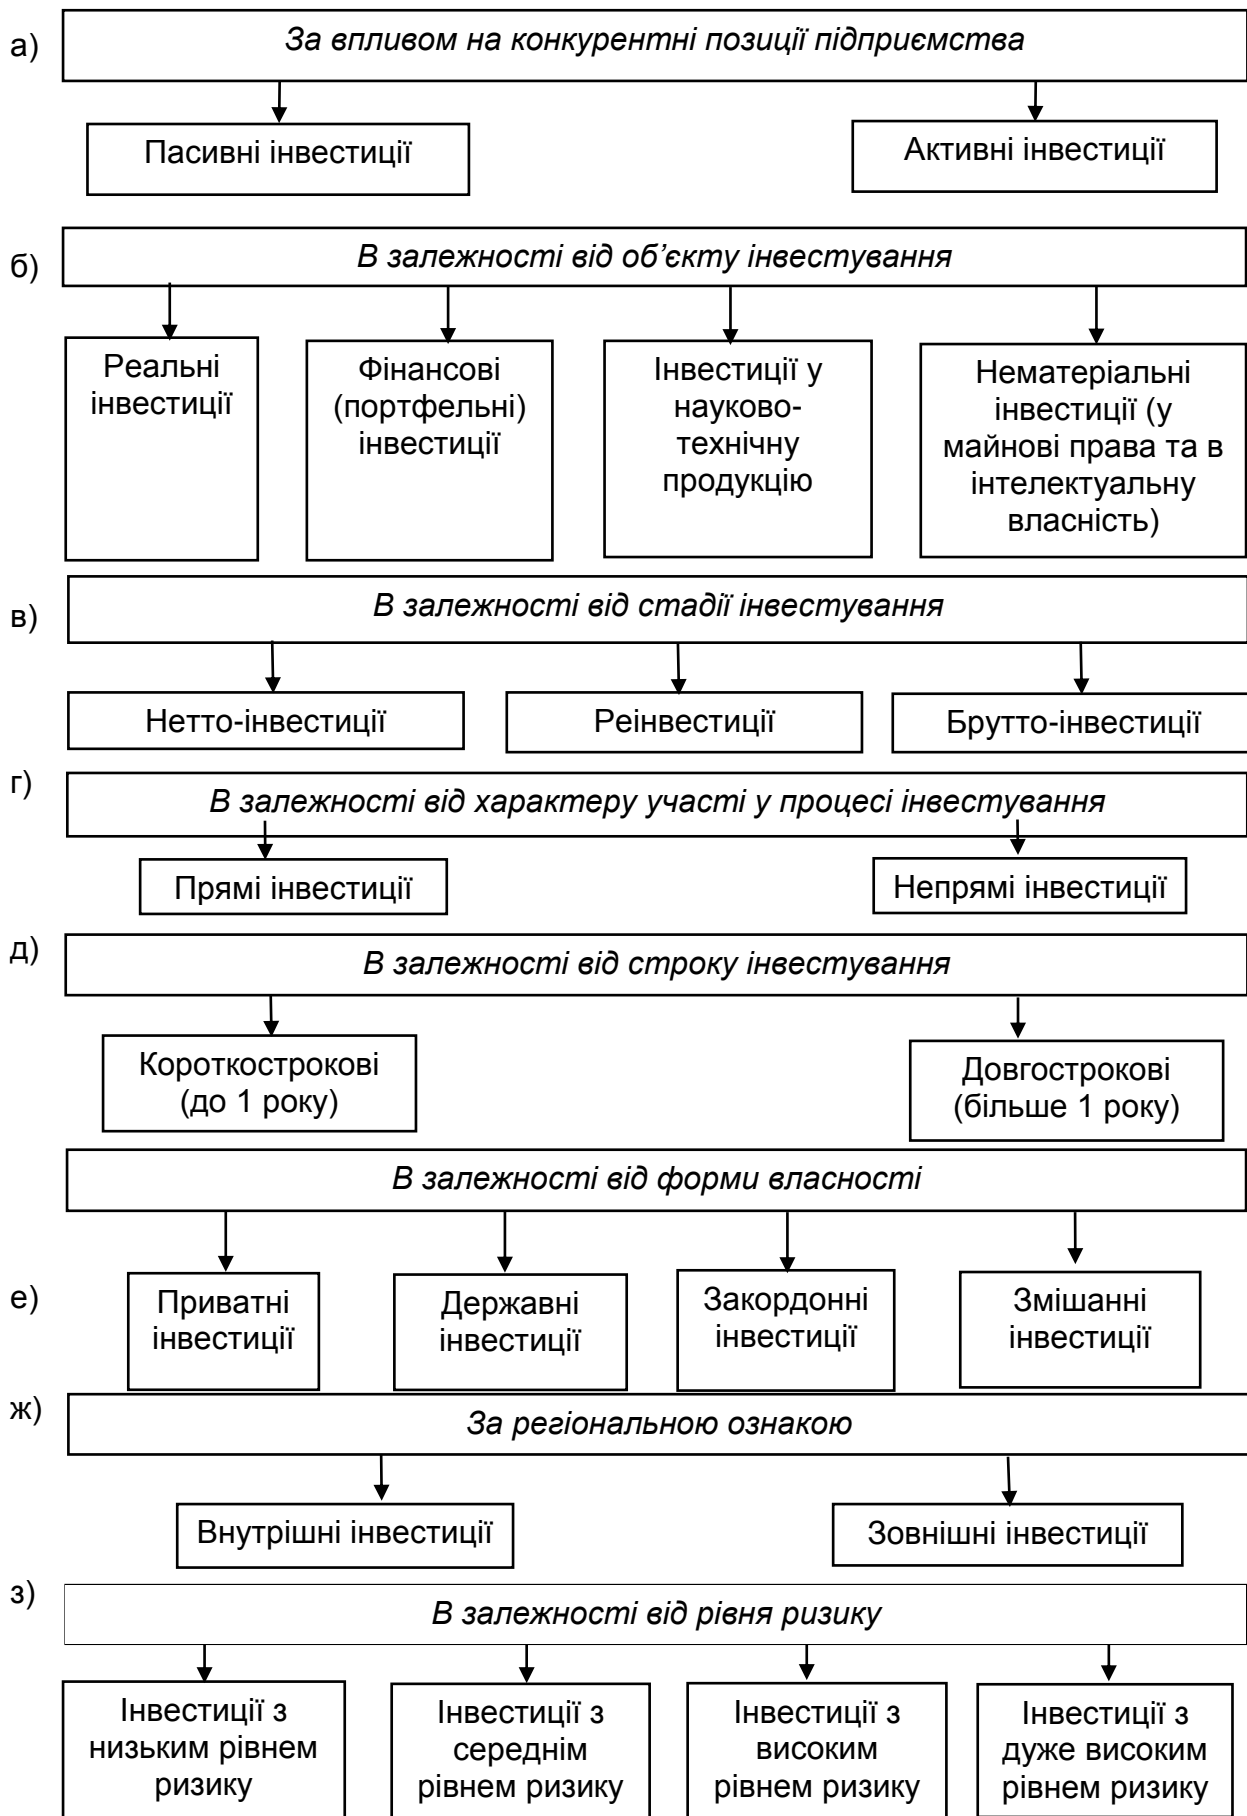 а)
За впливом на конкурентні позиції підприємства
Пасивні інвестиції
Активні інвестиції
б)
В залежності від об’єкту інвестування
Реальні
інвестиції
Фінансові
(портфельні)
інвестиції
Інвестиції у
науково-
технічну
продукцію
Нематеріальні
інвестиції (у
майнові права та в
інтелектуальну
власність)
в)
В залежності від стадії інвестування
Нетто-інвестиції
Реінвестиції
Брутто-інвестиції
г)
В залежності від характеру участі у процесі інвестування
Прямі інвестиції
Непрямі інвестиції
д)
В залежності від строку інвестування
Короткострокові
(до 1 року)
Довгострокові
(більше 1 року)
В залежності від форми власності
е)
Приватні
інвестиції
Державні
інвестиції
Закордонні
інвестиції
Змішанні
інвестиції
ж)
За регіональною ознакою
Внутрішні інвестиції
Зовнішні інвестиції
з)
В залежності від рівня ризику
Інвестиції з
низьким рівнем
ризику
Інвестиції з
середнім
рівнем ризику
Інвестиції з
високим
рівнем ризику
Інвестиції з
дуже високим
рівнем ризику